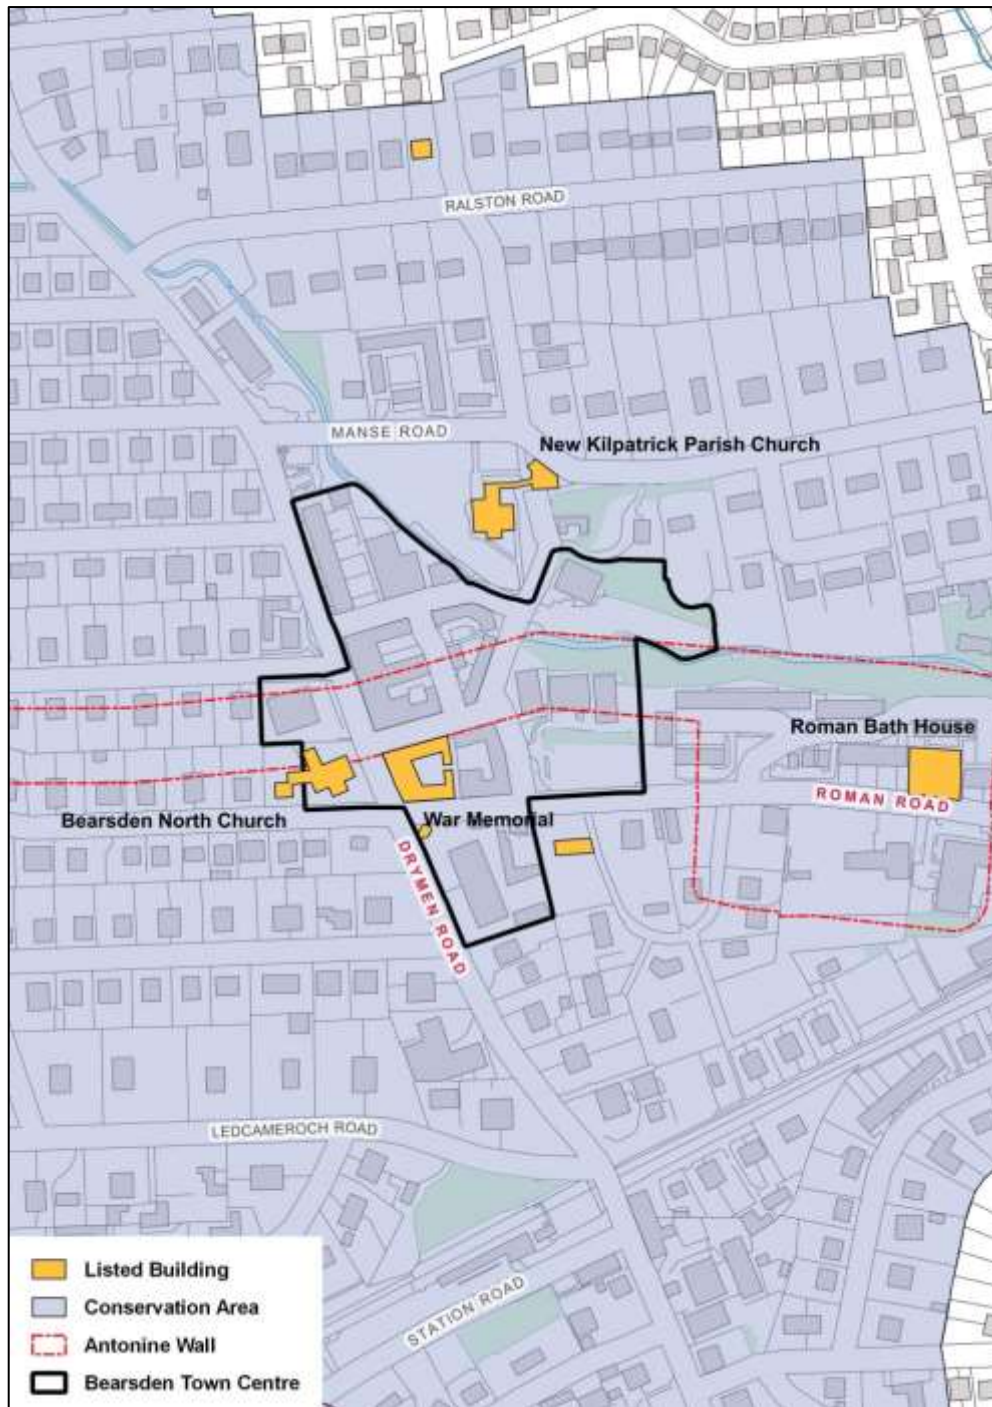 RALSTON ROAD
MANSE ROAD
New Kilpatrick Parish Church
Roman Bath House
ROMAN ROAD
Bearsden North Church
War Memorial
DRYMEN ROAD
LEDCAMEROCH ROAD
STATION ROAD
Listed Building
Conservation Area
Antonine Wall
Bearsden Town Centre